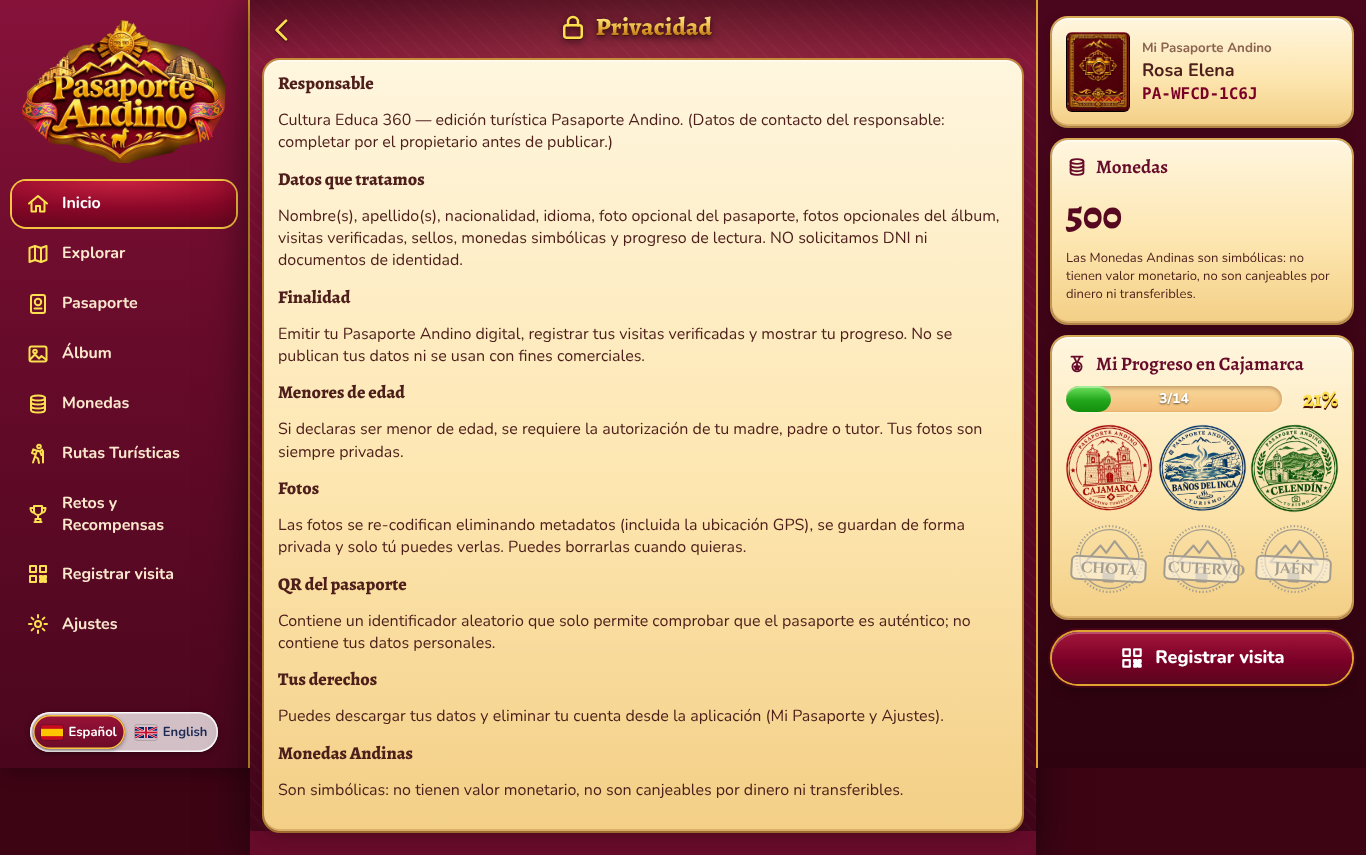 Pasaporte
Andino
Inicio
Explorar
Pasaporte
Álbum
Monedas
Rutas Turísticas
Retos y
Recompensas
Registrar visita
Ajustes
Español
English
Privacidad
Responsable
Cultura Educa 360 — edición turística Pasaporte Andino. (Datos de contacto del responsable:
completar por el propietario antes de publicar.)
Datos que tratamos
Nombre(s), apellido(s), nacionalidad, idioma, foto opcional del pasaporte, fotos opcionales del álbum,
visitas verificadas, sellos, monedas simbólicas y progreso de lectura. NO solicitamos DNI ni
documentos de identidad.
Finalidad
Emitir tu Pasaporte Andino digital, registrar tus visitas verificadas y mostrar tu progreso. No se
publican tus datos ni se usan con fines comerciales.
Menores de edad
Si declaras ser menor de edad, se requiere la autorización de tu madre, padre o tutor. Tus fotos son
siempre privadas.
Fotos
Las fotos se re-codifican eliminando metadatos (incluida la ubicación GPS), se guardan de forma
privada y solo tú puedes verlas. Puedes borrarlas cuando quieras.
QR del pasaporte
Contiene un identificador aleatorio que solo permite comprobar que el pasaporte es auténtico; no
contiene tus datos personales.
Tus derechos
Puedes descargar tus datos y eliminar tu cuenta desde la aplicación (Mi Pasaporte y Ajustes).
Monedas Andinas
Son simbólicas: no tienen valor monetario, no son canjeables por dinero ni transferibles.
Mi Pasaporte Andino
Rosa Elena
PA-WFCD-1C6J
Monedas
500
Las Monedas Andinas son simbólicas: no
tienen valor monetario, no son canjeables por
dinero ni transferibles.
Mi Progreso en Cajamarca
3/14
21%
PASAPORTE ANDINO
CAJAMARCA
PASAPORTE ANDINO
BAÑOS DEL INCA
TURISMO
PASAPORTE ANDINO
CELENDÍN
TURISMO
CHOTA
CUTERVO
JAÉN
Registrar visita